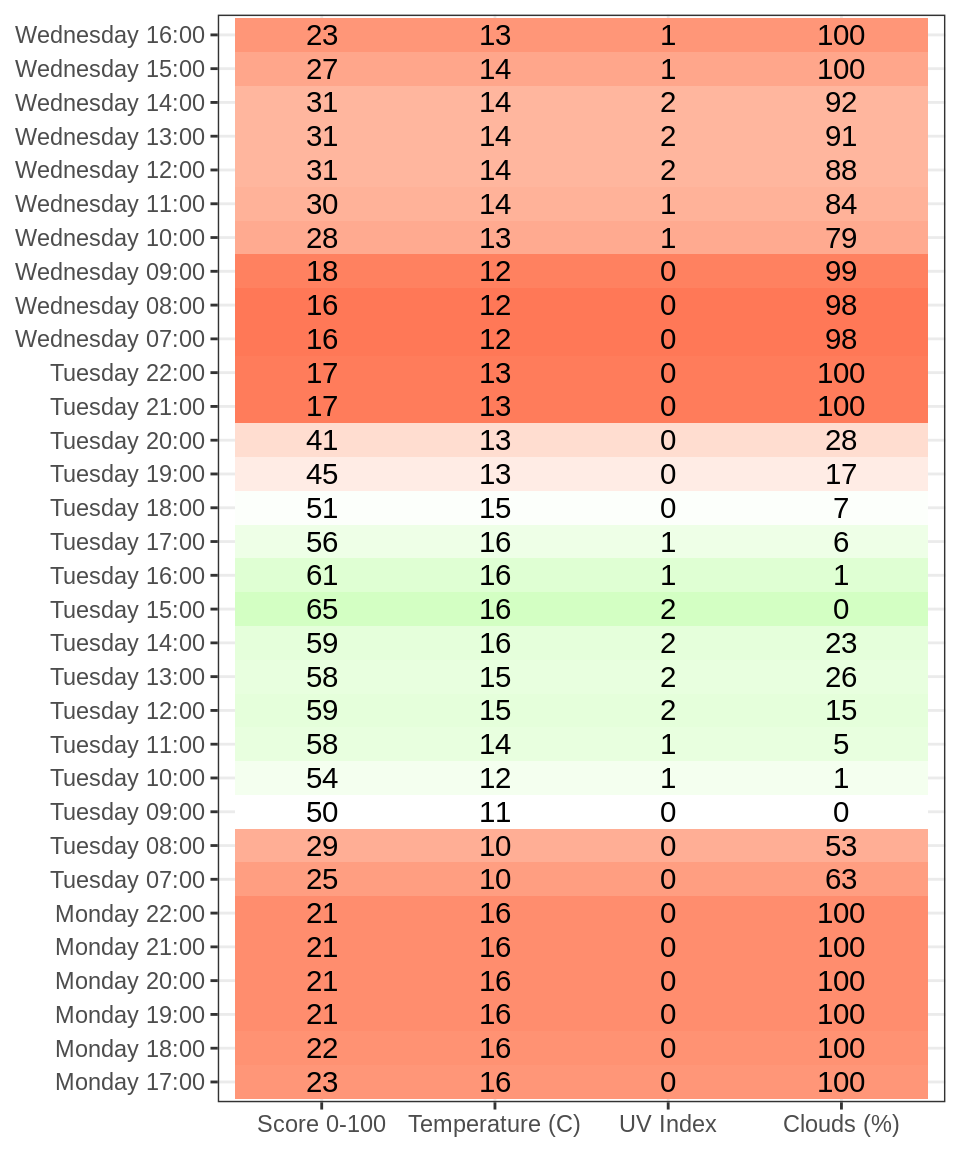 Wednesday 16:00 23 13 1 100
Wednesday 15:00 27 14 1 100
Wednesday 14:00 31 14 2 92
Wednesday 13:00 31 14 2 91
Wednesday 12:00 31 14 2 88
Wednesday 11:00 30 14 1 84
Wednesday 10:00 28 13 1 79
Wednesday 09:00 18 12 0 99
Wednesday 08:00 16 12 0 98
Wednesday 07:00 16 12 0 98
Tuesday 22:00 17 13 0 100
Tuesday 21:00 17 13 0 100
Tuesday 20:00 41 13 0 28
Tuesday 19:00 45 13 0 17
Tuesday 18:00 51 15 0 7
Tuesday 17:00 56 16 1 6
Tuesday 16:00 61 16 1 1
Tuesday 15:00 65 16 2 0
Tuesday 14:00 59 16 2 23
Tuesday 13:00 58 15 2 26
Tuesday 12:00 59 15 2 15
Tuesday 11:00 58 14 1 5
Tuesday 10:00 54 12 1 1
Tuesday 09:00 50 11 0 0
Tuesday 08:00 29 10 0 53
Tuesday 07:00 25 10 0 63
Monday 22:00 21 16 0 100
Monday 21:00 21 16 0 100
Monday 20:00 21 16 0 100
Monday 19:00 21 16 0 100
Monday 18:00 22 16 0 100
Monday 17:00 23 16 0 100
Score 0-100 Temperature (C) UV Index Clouds (%)